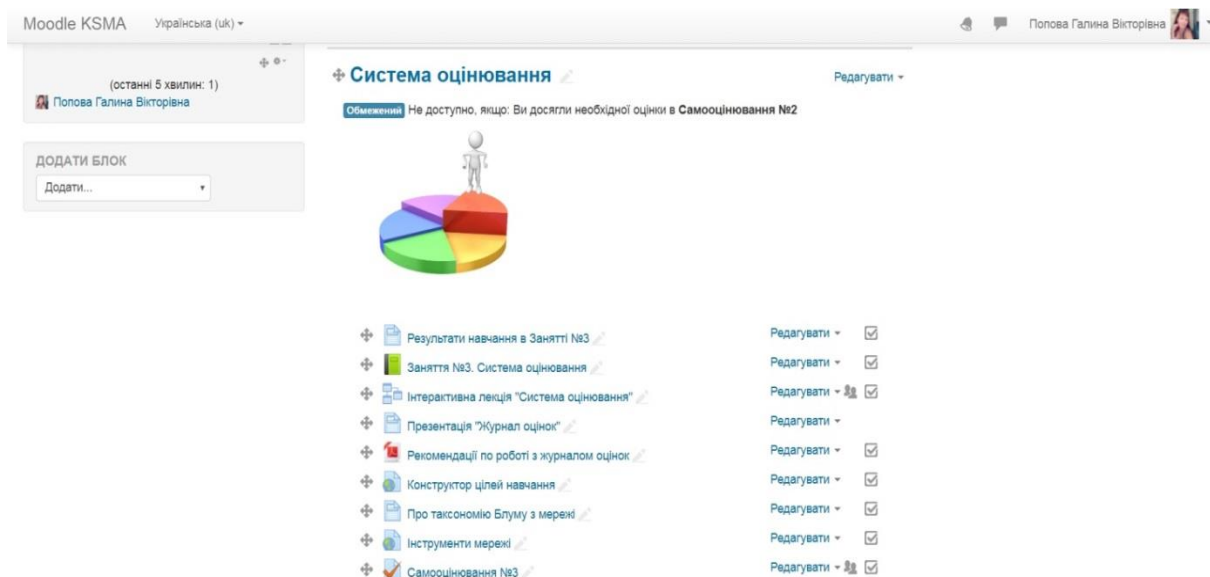 Moodle KSMA Українська (uk) Попова Галина Вікторівна
(останні 5 хвилин: 1)
Попова Галина Вікторівна
ДОДАТИ БЛОК
Додати...
Система оцінювання Редагувати
Обмежений Не доступно, якщо: Ви досягли необхідної оцінки в Самооцінювання №2
Результати навчання в Занятті №3 Редагувати
Заняття №3. Система оцінювання Редагувати
Інтерактивна лекція "Система оцінювання" Редагувати
Презентація "Журнал оцінок" Редагувати
Рекомендації по роботі з журналом оцінок Редагувати
Конструктор цілей навчання Редагувати
Про таксономію Блуму з мережі Редагувати
Інструменти мережі Редагувати
Самооцінювання №3 Редагувати